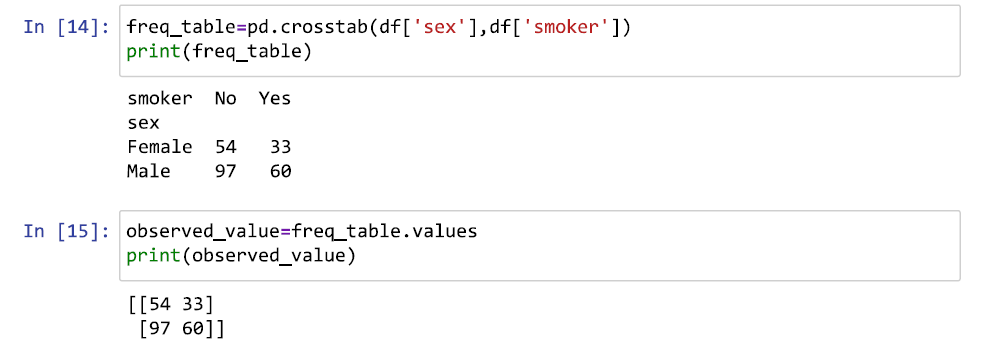 In [14]: freq_table=pd.crosstab(df['sex'],df['smoker'])
print(freq_table)
smoker  No  Yes
sex
Female  54   33
Male    97   60
In [15]: observed_value=freq_table.values
print(observed_value)
[[54 33]
 [97 60]]